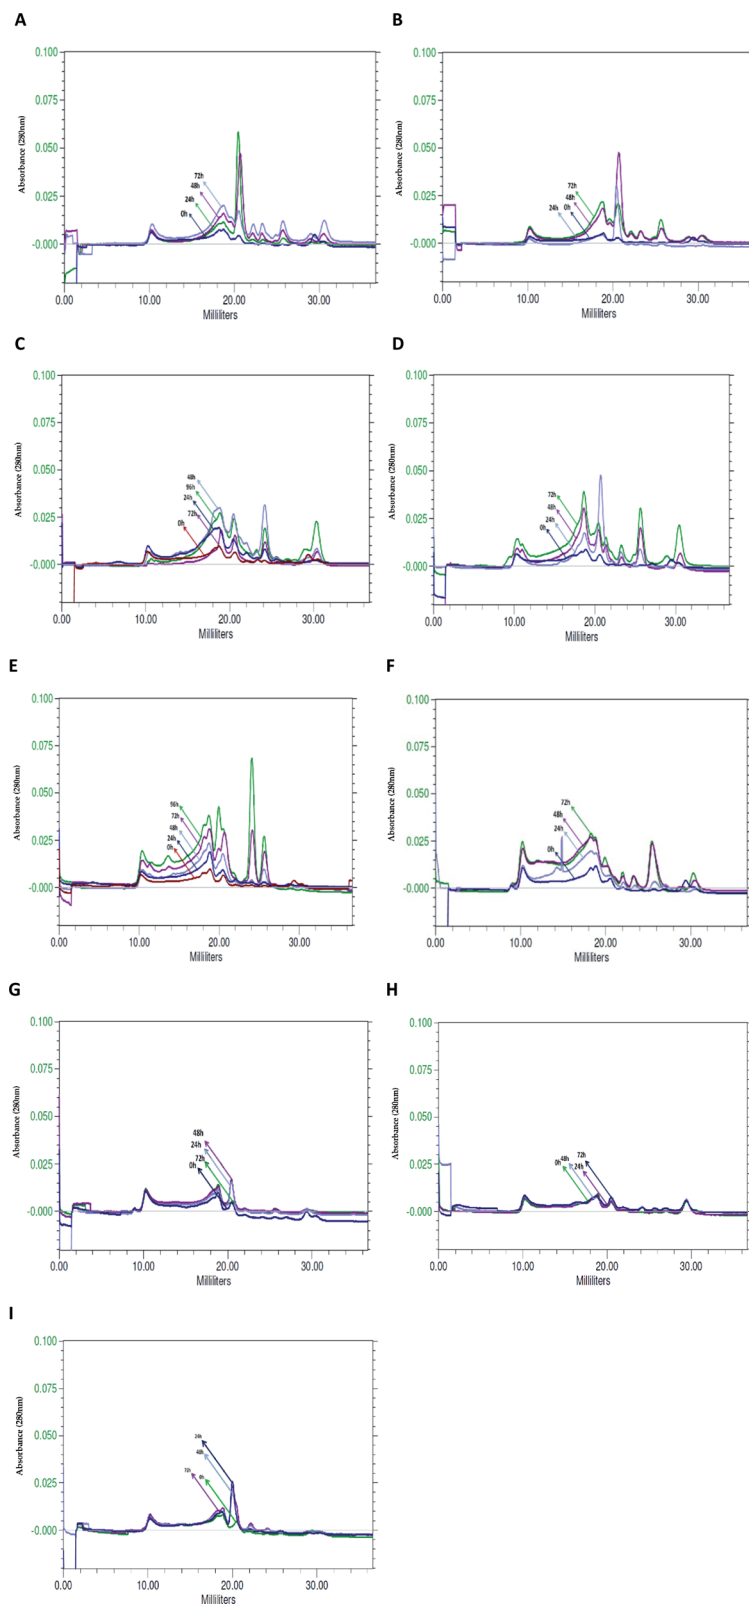 A
0.100
0.075
0.050
0.025
-0.000
Absorbance (280nm)
72h
48h
24h
0h
0.00 10.00 20.00 30.00
Milliliters
B
0.100
0.075
0.050
0.025
-0.000
Absorbance (280nm)
72h
48h
24h 0h
0.00 10.00 20.00 30.00
Milliliters
C
0.100
0.075
0.050
0.025
-0.000
Absorbance (280nm)
48h
96h
24h
72h
0h
0.00 10.00 20.00 30.00
Milliliters
D
0.100
0.075
0.050
0.025
-0.000
Absorbance (280nm)
72h
48h
24h
0h
0.00 10.00 20.00 30.00
Milliliters
E
0.100
0.075
0.050
0.025
-0.000
Absorbance (280nm)
96h
72h
48h
24h
0h
0.00 10.00 20.00 30.00
Milliliters
F
0.100
0.075
0.050
0.025
-0.000
Absorbance (280nm)
72h
48h
24h
0h
0.00 10.00 20.00 30.00
Milliliters
G
0.100
0.075
0.050
0.025
-0.000
Absorbance (280nm)
48h
24h
72h
0h
0.00 10.00 20.00 30.00
Milliliters
H
0.100
0.075
0.050
0.025
-0.000
Absorbance (280nm)
48h 72h
0h 24h
0.00 10.00 20.00 30.00
Milliliters
I
0.100
0.075
0.050
0.025
-0.000
Absorbance (280nm)
24h
48h
72h 0h
0.00 10.00 20.00 30.00
Milliliters